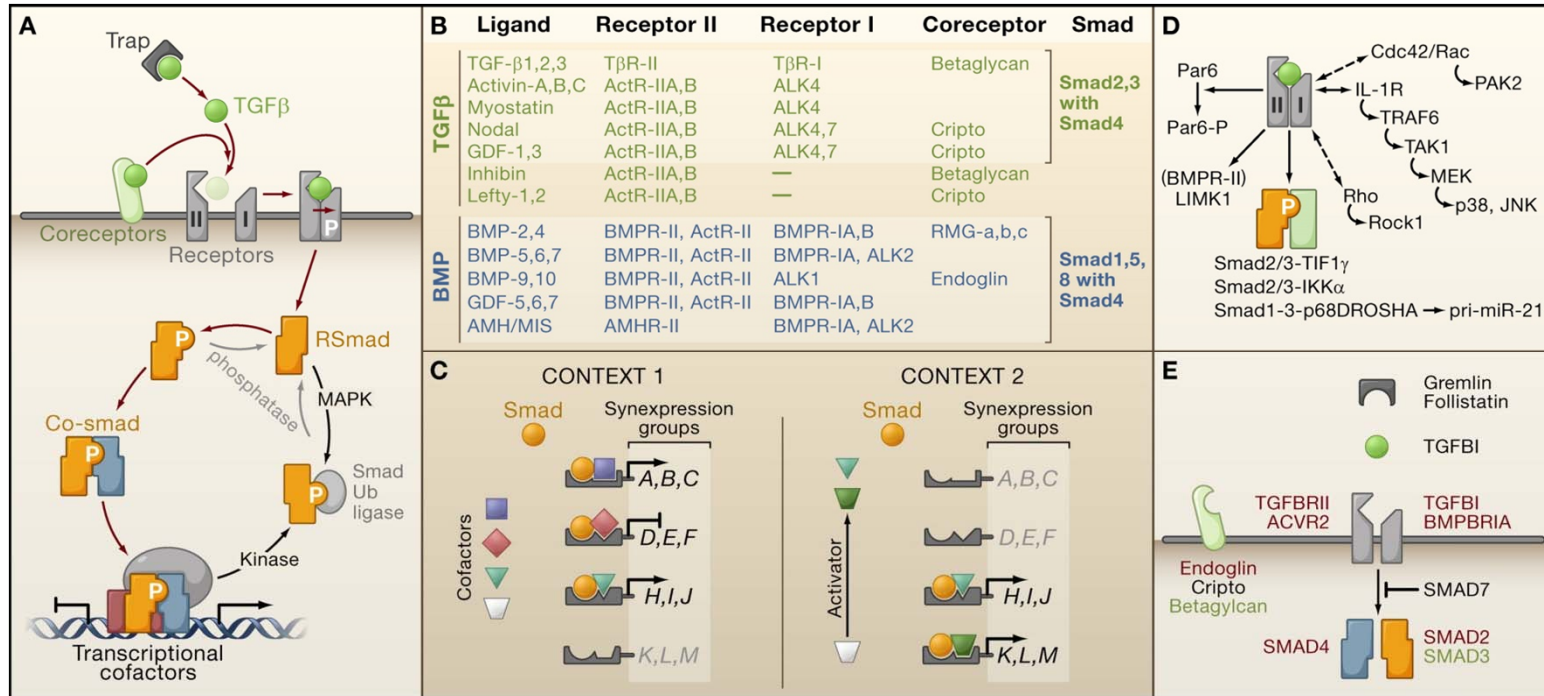 A
Trap
TGFβ
Coreceptors
II
I
Receptors
P
RSmad
P
phosphatase
MAPK
Co-smad
P
P
Smad
Ub
ligase
Kinase
P
Transcriptional
cofactors
B
Ligand Receptor II Receptor I Coreceptor Smad
TGFβ
TGF-β1,2,3 TβR-II TβR-I Betaglycan
Activin-A,B,C ActR-IIA,B ALK4
Myostatin ActR-IIA,B ALK4
Nodal ActR-IIA,B ALK4,7 Cripto
GDF-1,3 ActR-IIA,B ALK4,7 Cripto
Inhibin ActR-IIA,B — Betaglycan
Lefty-1,2 ActR-IIA,B — Cripto
Smad2,3
with
Smad4
BMP
BMP-2,4 BMPR-II, ActR-II BMPR-IA,B RMG-a,b,c
BMP-5,6,7 BMPR-II, ActR-II BMPR-IA, ALK2
BMP-9,10 BMPR-II, ActR-II ALK1 Endoglin
GDF-5,6,7 BMPR-II, ActR-II BMPR-IA,B
AMH/MIS AMHR-II BMPR-IA, ALK2
Smad1,5,
8 with
Smad4
C
CONTEXT 1
Smad
Synexpression
groups
Cofactors
A,B,C
D,E,F
H,I,J
K,L,M
CONTEXT 2
Smad
Synexpression
groups
Activator
A,B,C
D,E,F
H,I,J
K,L,M
D
Cdc42/Rac
PAK2
Par6
II
I
IL-1R
Par6-P
TRAF6
TAK1
MEK
p38, JNK
(BMPR-II)
LIMK1
P
Rho
Rock1
Smad2/3-TIF1γ
Smad2/3-IKKα
Smad1-3-p68DROSHA pri-miR-21
E
Gremlin
Follistatin
TGFBI
TGFBRII
ACVR2
TGFBI
BMPBRIA
Endoglin
Cripto
Betagylcan
SMAD7
SMAD4
SMAD2
SMAD3